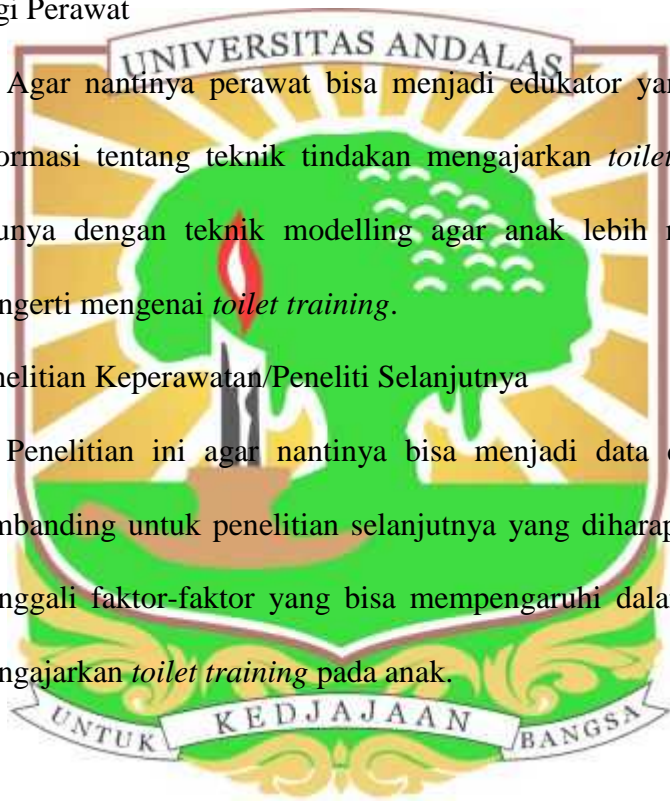 gi Perawat
UNIVERSITAS ANDALAS
Agar nantinya perawat bisa menjadi edukator yan
ormasi tentang teknik tindakan mengajarkan toilet
unya dengan teknik modelling agar anak lebih m
ngerti mengenai toilet training.
nelitian Keperawatan/Peneliti Selanjutnya
Penelitian ini agar nantinya bisa menjadi data d
mbanding untuk penelitian selanjutnya yang diharap
nggali faktor-faktor yang bisa mempengaruhi dala
ngajarkan toilet training pada anak.
UNTUK KEDJAJAAN BANGSA